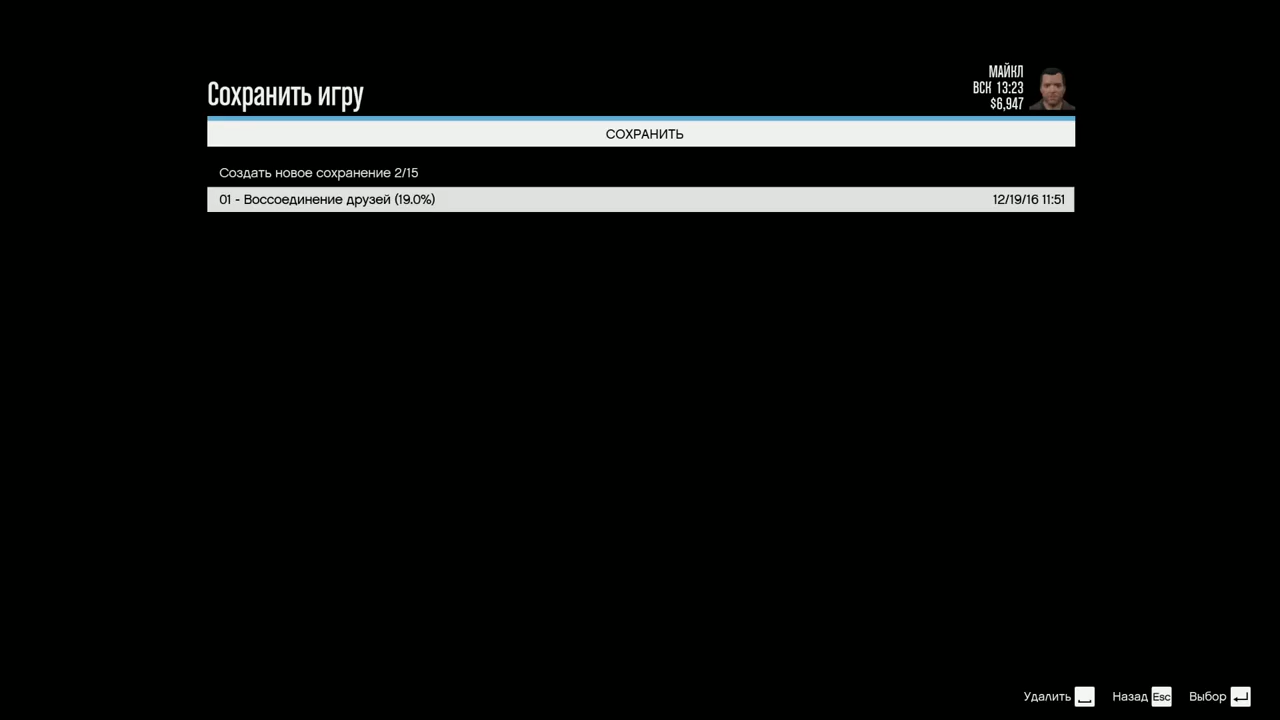 Сохранить игру
МАЙКЛ
ВСК 13:23
$6,947
СОХРАНИТЬ
Создать новое сохранение 2/15
01 - Воссоединение друзей (19.0%) 12/19/16 11:51
Удалить Назад Esc Выбор